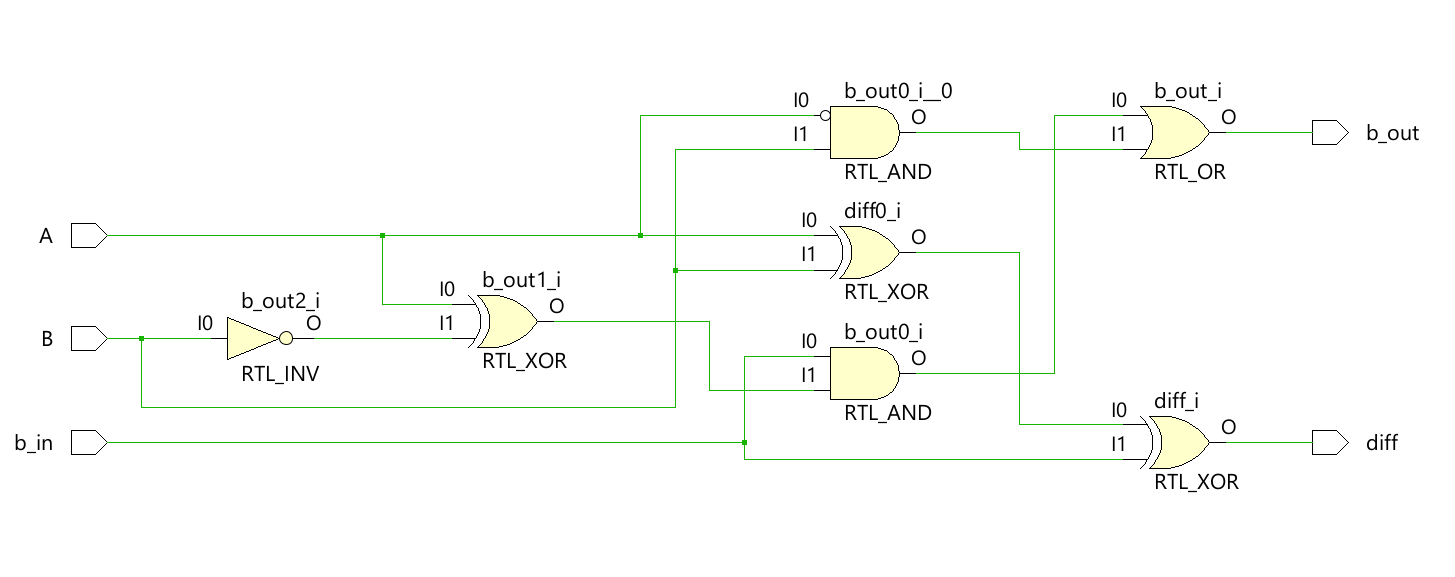 b_out0_i__0
I0
O
I1
RTL_AND
b_out_i
I0
O
I1
RTL_OR
b_out
A
diff0_i
I0
O
I1
RTL_XOR
b_out1_i
I0
O
I1
RTL_XOR
B
b_out2_i
I0
O
RTL_INV
b_out0_i
I0
O
I1
RTL_AND
b_in
diff_i
I0
O
I1
RTL_XOR
diff